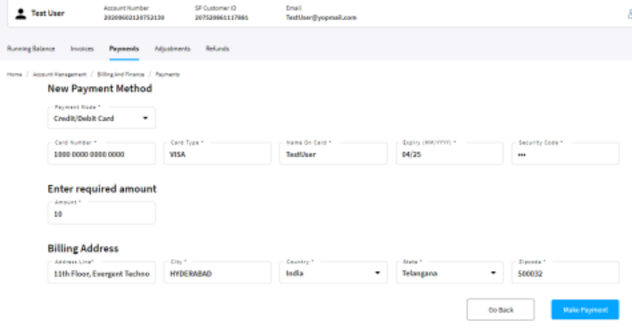 Test User
Account Number
20200602120752130
SP Customer ID
207520861117881
Email
TestUser@yopmail.com
Running Balance Invoices Payments Adjustments Refunds
Home / Account Management / Billing And Finance / Payments
New Payment Method
Payment Mode *
Credit/Debit Card
Card Number * Card Type * Name On Card * Expiry (MM/YYYY) * Security Code *
1000 0000 0000 0000 VISA TestUser 04/25 •••
Enter required amount
Amount *
10
Billing Address
Address Line* City * Country * State * Zipcode *
11th Floor, Evergent Techno HYDERABAD India Telangana 500032
Go Back Make Payment